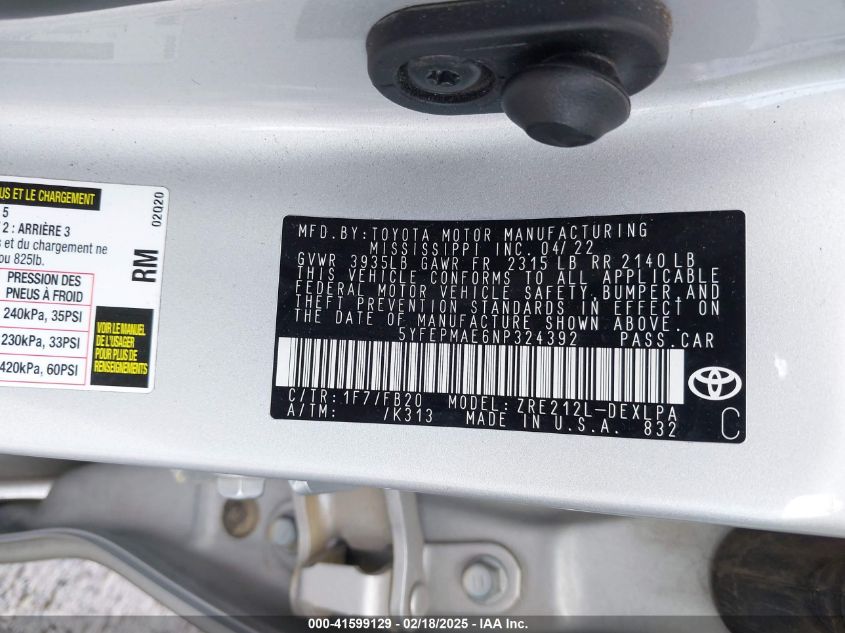 US ET LE CHARGEMENT
5
2 : ARRIÈRE 3
s et du chargement ne
ou 825lb.
PRESSION DES
PNEUS À FROID
240kPa, 35PSI
230kPa, 33PSI
420kPa, 60PSI
VOIR LE MANUEL
DE L'USAGER
POUR PLUS DE
RENSEIGNEMENTS
RM
02020
MFD. BY: TOYOTA MOTOR MANUFACTURING
MISSISSIPPI INC. 04/22
GVWR 3935LB GAWR FR 2315 LB RR 2140 LB
THIS VEHICLE CONFORMS TO ALL APPLICABLE
FEDERAL MOTOR VEHICLE SAFETY, BUMPER, AND
THEFT PREVENTION STANDARDS IN EFFECT ON
THE DATE OF MANUFACTURE SHOWN ABOVE.
5YFEPMAE6NP324392 PASS. CAR
C/TR: 1F7/FB20 MODEL: ZRE212L-DEXLPA
A/TM: /K313 MADE IN U.S.A. 832
C
000-41599129 - 02/18/2025 - IAA Inc.